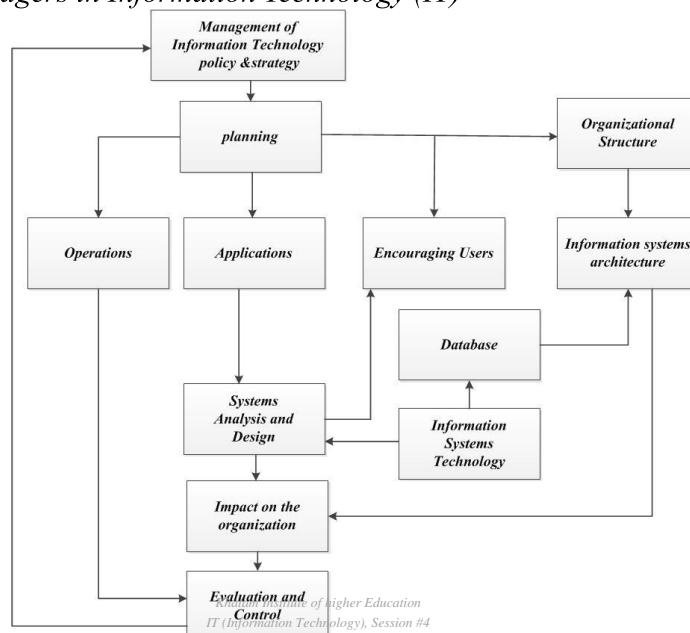 agers in Information Technology (IT)
Management of
Information Technology
policy &strategy
planning
Organizational
Structure
Operations
Applications
Encouraging Users
Information systems
architecture
Database
Systems
Analysis and
Design
Information
Systems
Technology
Impact on the
organization
Evaluation and
Control
Khatam Institute of higher Education
IT (Information Technology), Session #4